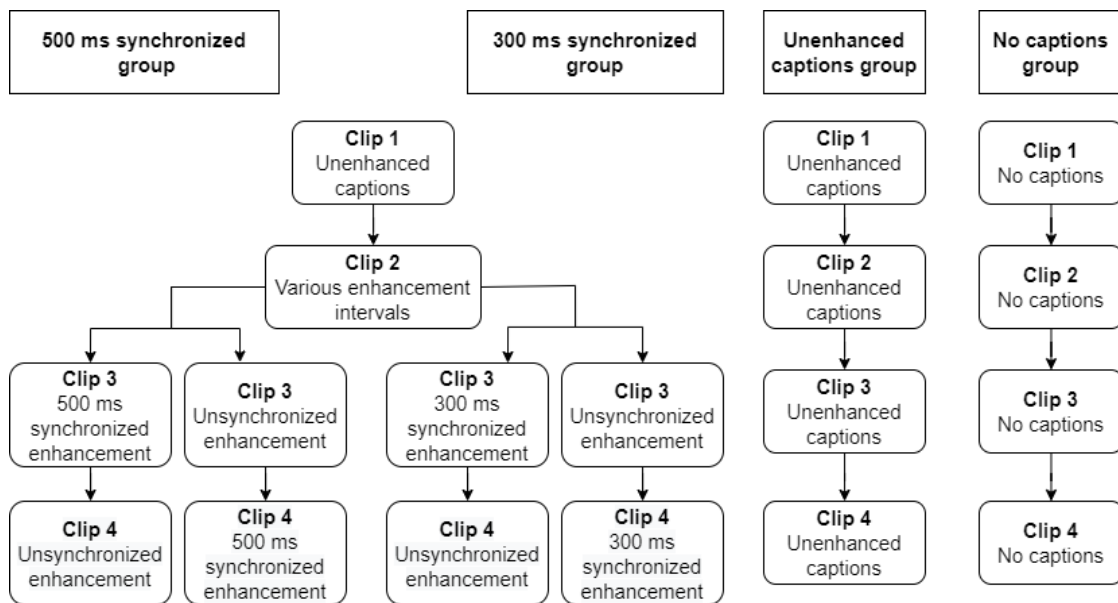 500 ms synchronized
group
300 ms synchronized
group
Unenhanced
captions group
No captions
group
Clip 1
Unenhanced
captions
Clip 1
Unenhanced
captions
Clip 1
No captions
Clip 2
Various enhancement
intervals
Clip 2
Unenhanced
captions
Clip 2
No captions
Clip 3
500 ms
synchronized
enhancement
Clip 3
Unsynchronized
enhancement
Clip 3
300 ms
synchronized
enhancement
Clip 3
Unsynchronized
enhancement
Clip 3
Unenhanced
captions
Clip 3
No captions
Clip 4
Unsynchronized
enhancement
Clip 4
500 ms
synchronized
enhancement
Clip 4
Unsynchronized
enhancement
Clip 4
300 ms
synchronized
enhancement
Clip 4
Unenhanced
captions
Clip 4
No captions